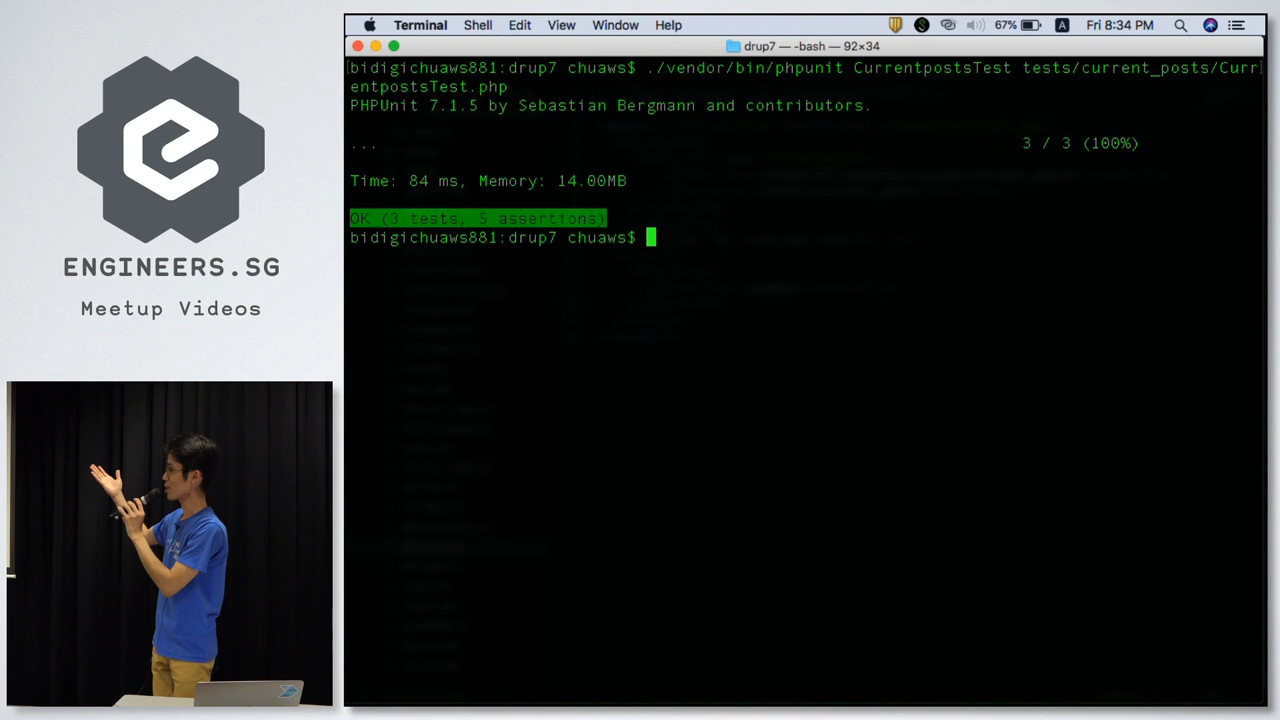 ENGINEERS.SG
Meetup Videos
Terminal Shell Edit View Window Help 67% A Fri 8:34 PM
drup7 — -bash — 92×34
[bidigichuaws881:drup7 chuaws$ ./vendor/bin/phpunit CurrentpostsTest tests/current_posts/Curr]
entpostsTest.php
PHPUnit 7.1.5 by Sebastian Bergmann and contributors.
... 3 / 3 (100%)
Time: 84 ms, Memory: 14.00MB
OK (3 tests, 5 assertions)
bidigichuaws881:drup7 chuaws$